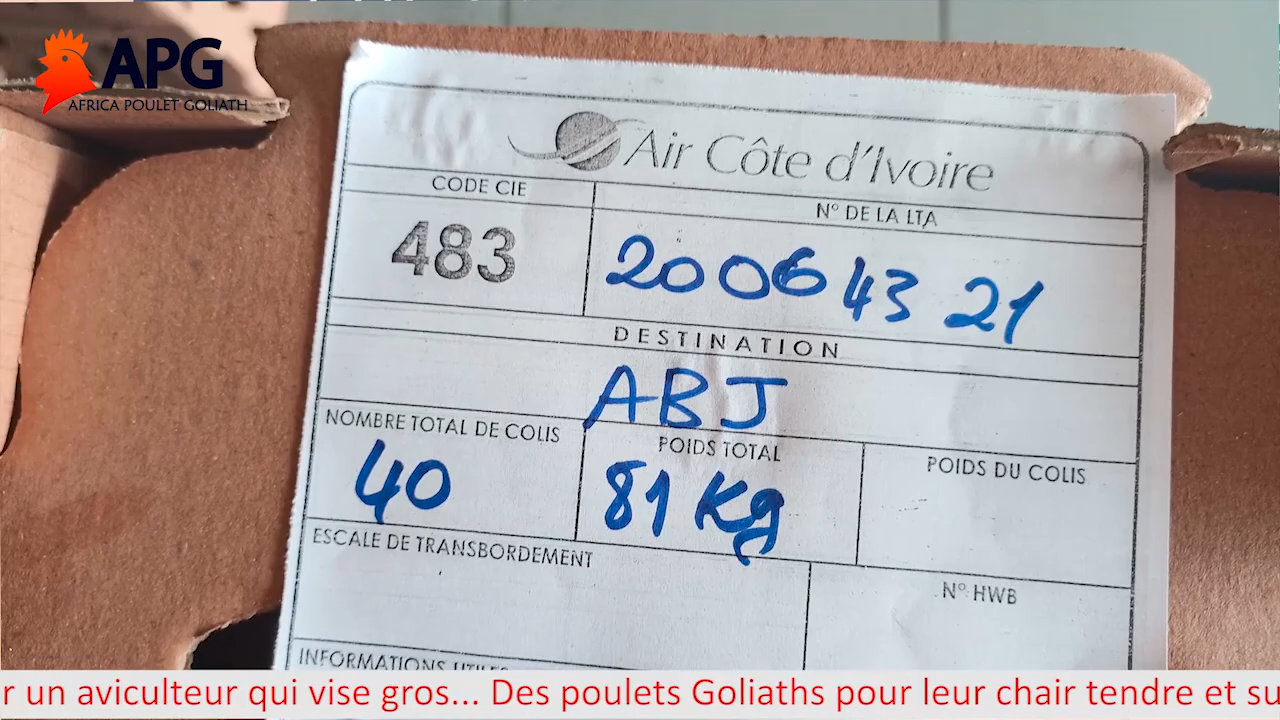 APG
AFRICA POULET GOLIATH
Air Côte d'Ivoire
CODE CIE
N° DE LA LTA
483
20064321
DESTINATION
ABJ
NOMBRE TOTAL DE COLIS
POIDS TOTAL
POIDS DU COLIS
40
81 Kg
ESCALE DE TRANSBORDEMENT
N° HWB
INFORMATIONS
r un aviculteur qui vise gros... Des poulets Goliaths pour leur chair tendre et su